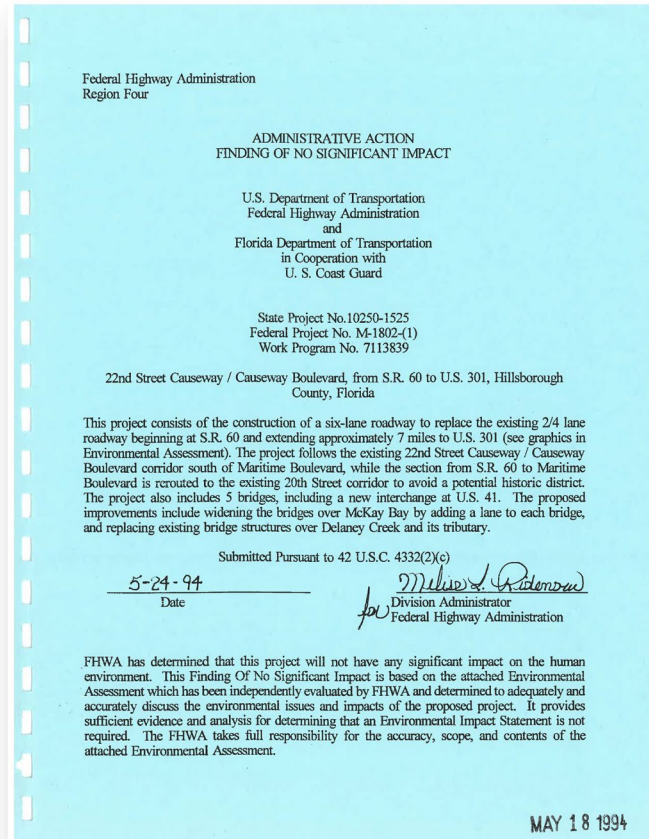 Federal Highway Administration
Region Four
ADMINISTRATIVE ACTION
FINDING OF NO SIGNIFICANT IMPACT
U.S. Department of Transportation
Federal Highway Administration
and
Florida Department of Transportation
in Cooperation with
U. S. Coast Guard
State Project No.10250-1525
Federal Project No. M-1802-(1)
Work Program No. 7113839
22nd Street Causeway / Causeway Boulevard, from S.R. 60 to U.S. 301, Hillsborough
County, Florida
This project consists of the construction of a six-lane roadway to replace the existing 2/4 lane
roadway beginning at S.R. 60 and extending approximately 7 miles to U.S. 301 (see graphics in
Environmental Assessment). The project follows the existing 22nd Street Causeway / Causeway
Boulevard corridor south of Maritime Boulevard, while the section from S.R. 60 to Maritime
Boulevard is rerouted to the existing 20th Street corridor to avoid a potential historic district.
The project also includes 5 bridges, including a new interchange at U.S. 41. The proposed
improvements include widening the bridges over McKay Bay by adding a lane to each bridge,
and replacing existing bridge structures over Delaney Creek and its tributary.
Submitted Pursuant to 42 U.S.C. 4332(2)(c)
5-24-94
Date
for Division Administrator
Federal Highway Administration
FHWA has determined that this project will not have any significant impact on the human
environment. This Finding Of No Significant Impact is based on the attached Environmental
Assessment which has been independently evaluated by FHWA and determined to adequately and
accurately discuss the environmental issues and impacts of the proposed project. It provides
sufficient evidence and analysis for determining that an Environmental Impact Statement is not
required. The FHWA takes full responsibility for the accuracy, scope, and contents of the
attached Environmental Assessment.
MAY 18 1994